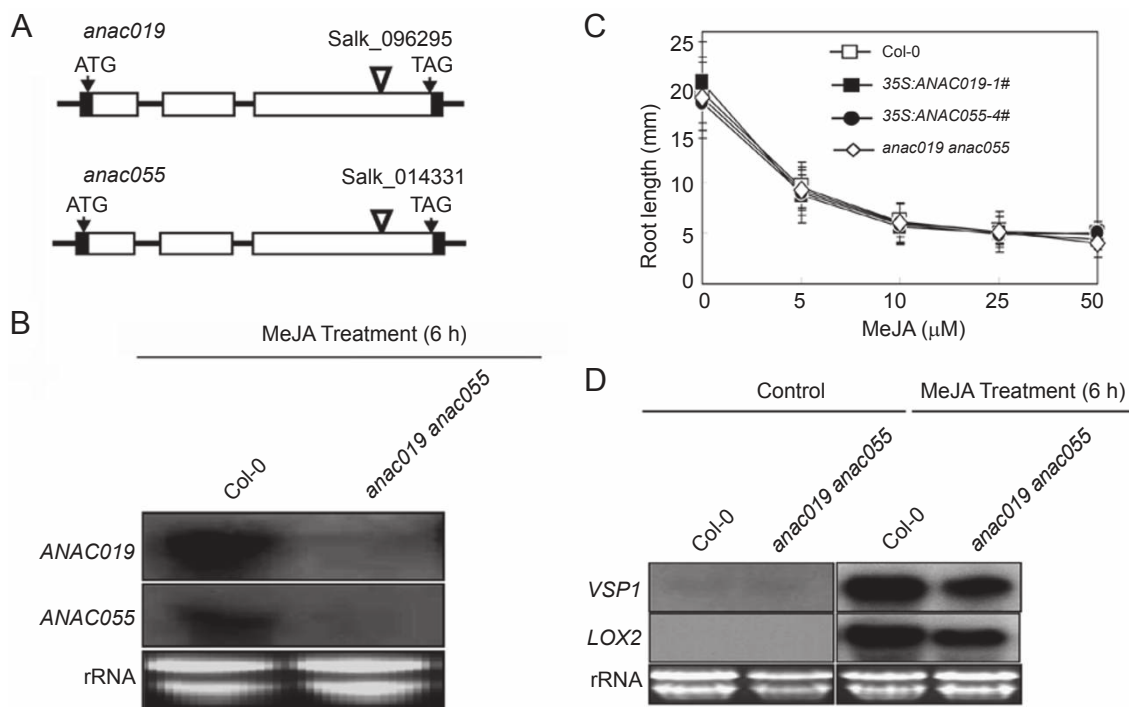 A
anac019
Salk_096295
ATG
TAG
anac055
Salk_014331
ATG
TAG
B
MeJA Treatment (6 h)
Col-0
anac019 anac055
ANAC019
ANAC055
rRNA
C
25
20
15
10
5
0
Root length (mm)
Col-0
35S:ANAC019-1#
35S:ANAC055-4#
anac019 anac055
0 5 10 25 50
MeJA (μM)
D
Control MeJA Treatment (6 h)
Col-0
anac019 anac055
Col-0
anac019 anac055
VSP1
LOX2
rRNA